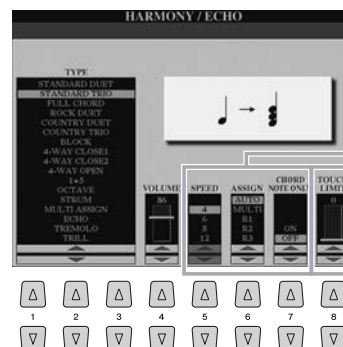 HARMONY / ECHO
TYPE
STANDARD DUET
STANDARD TRIO
FULL CHORD
ROCK DUET
COUNTRY DUET
COUNTRY TRIO
BLOCK
4-WAY CLOSE1
4-WAY CLOSE2
4-WAY OPEN
1+5
OCTAVE
STRUM
MULTI ASSIGN
ECHO
TREMOLO
TRILL
VOLUME
86
SPEED
4
6
8
12
ASSIGN
AUTO
MULTI
R1
R2
R3
CHORD
NOTE ONLY
ON
OFF
TOUCH
LIMIT
0
1 2 3 4 5 6 7 8